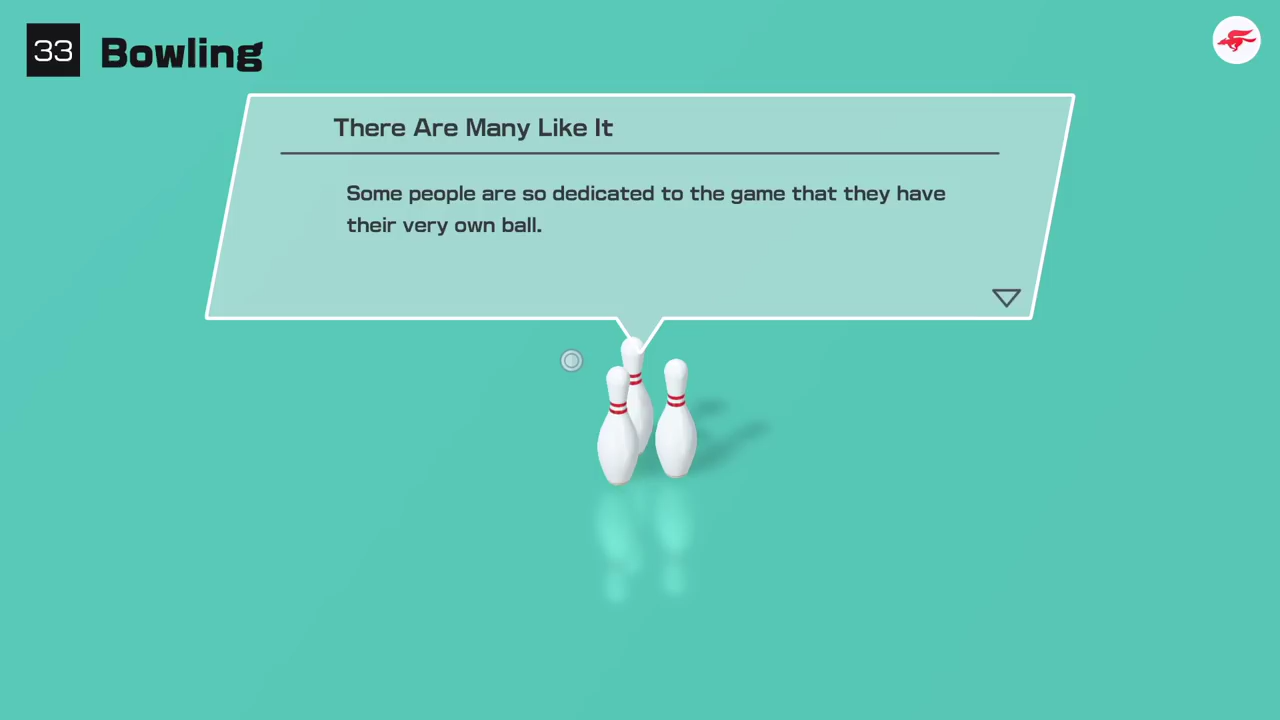 33 Bowling
There Are Many Like It
Some people are so dedicated to the game that they have
their very own ball.